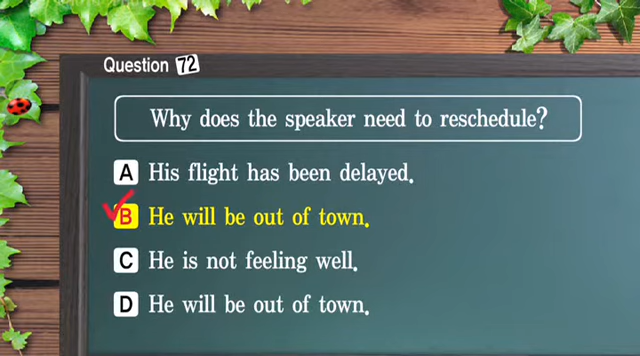 Question 72
Why does the speaker need to reschedule?
A His flight has been delayed.
B He will be out of town.
C He is not feeling well.
D He will be out of town.